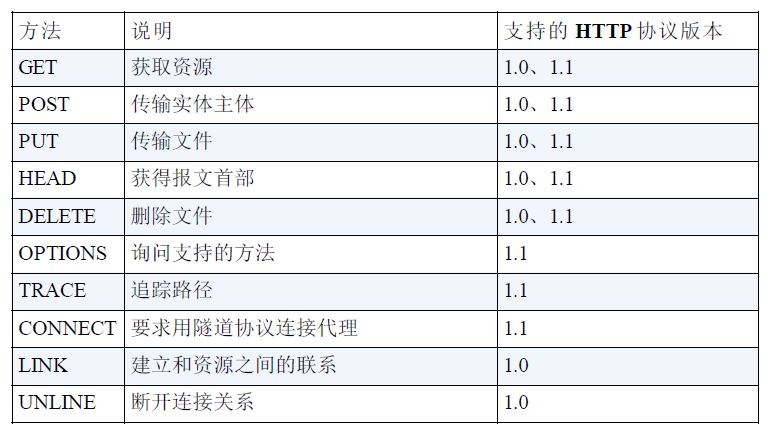 方法 说明 支持的 HTTP 协议版本
GET 获取资源 1.0、1.1
POST 传输实体主体 1.0、1.1
PUT 传输文件 1.0、1.1
HEAD 获得报文首部 1.0、1.1
DELETE 删除文件 1.0、1.1
OPTIONS 询问支持的方法 1.1
TRACE 追踪路径 1.1
CONNECT 要求用隧道协议连接代理 1.1
LINK 建立和资源之间的联系 1.0
UNLINE 断开连接关系 1.0